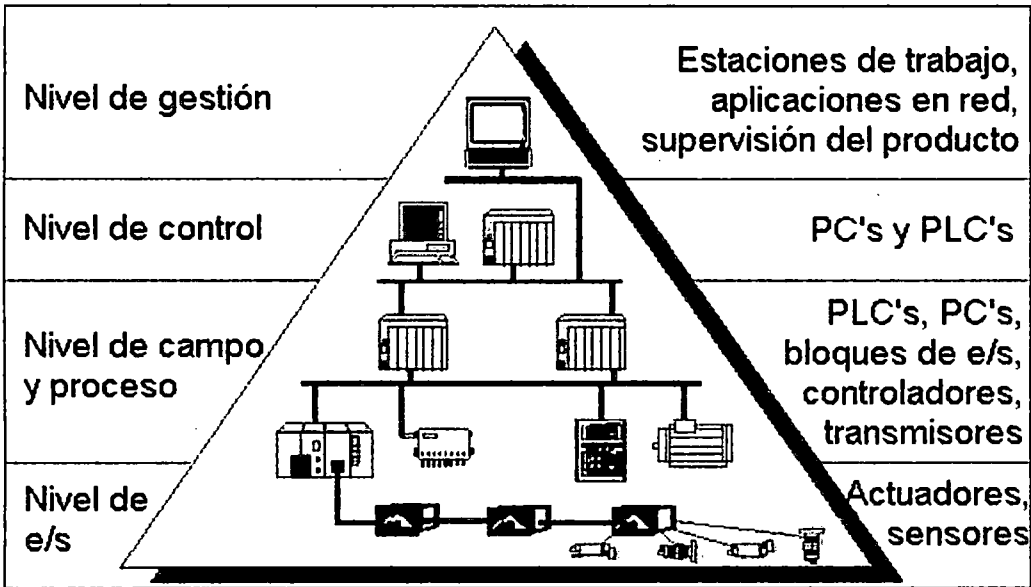 Nivel de gestión
Estaciones de trabajo,
aplicaciones en red,
supervisión del producto
Nivel de control
PC's y PLC's
Nivel de campo
y proceso
PLC's, PC's,
bloques de e/s,
controladores,
transmisores
Nivel de
e/s
Actuadores,
sensores